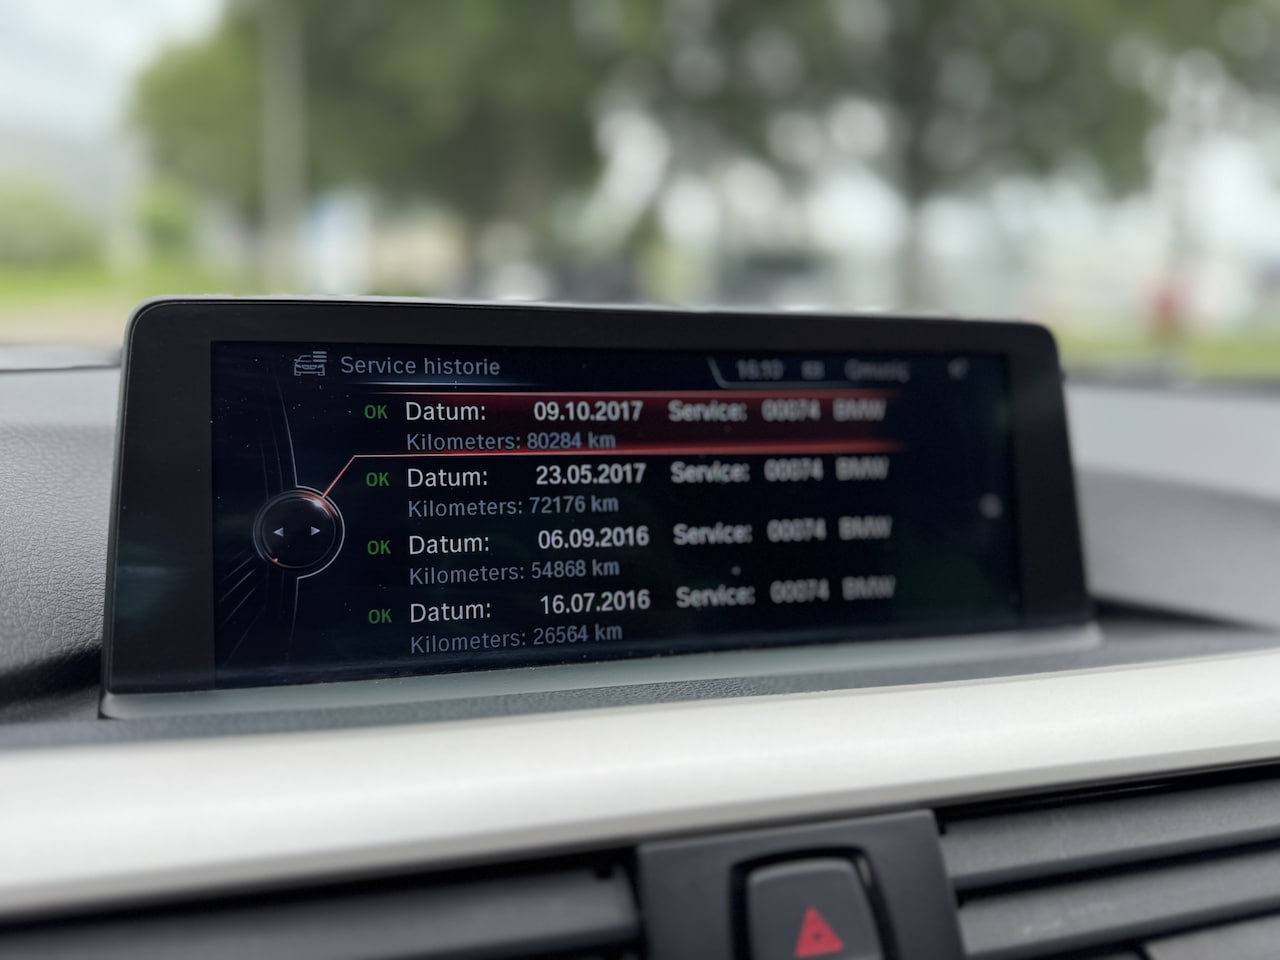 Service historie
OK Datum: 09.10.2017 Service: 00074 BMW
Kilometers: 80284 km
OK Datum: 23.05.2017 Service: 00074 BMW
Kilometers: 72176 km
OK Datum: 06.09.2016 Service: 00074 BMW
Kilometers: 54868 km
OK Datum: 16.07.2016 Service: 00074 BMW
Kilometers: 26564 km